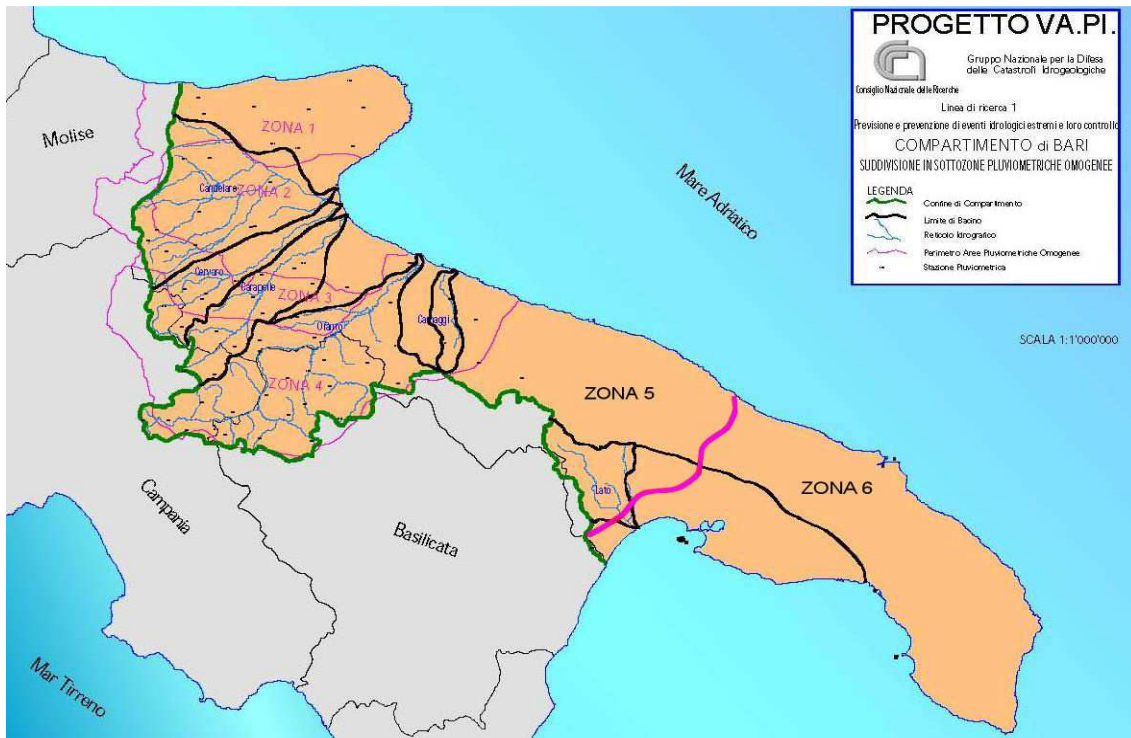 PROGETTO VA.PI.
Gruppo Nazionale per la Difesa
delle Catastrofi Idrogeologiche
Consiglio Nazionale delle Ricerche
Linea di ricerca 1
Previsione e prevenzione di eventi idrologici estremi e loro controllo
COMPARTIMENTO di BARI
SUDDIVISIONE IN SOTTOZONE PLUVIOMETRICHE OMOGENEE
LEGENDA
Confine di Compartimento
Limite di Bacino
Reticolo Idrografico
Perimetro Aree Pluviometriche Omogenee
Stazione Pluviometrica
SCALA 1:1'000'000
Molise
ZONA 1
Candelaro
ZONA 2
Mare Adriatico
Cervaro
Carapelle
ZONA 3
Ofanto
Carnaggi
ZONA 4
ZONA 5
ZONA 6
Lato
Campania
Basilicata
Mar Tirreno